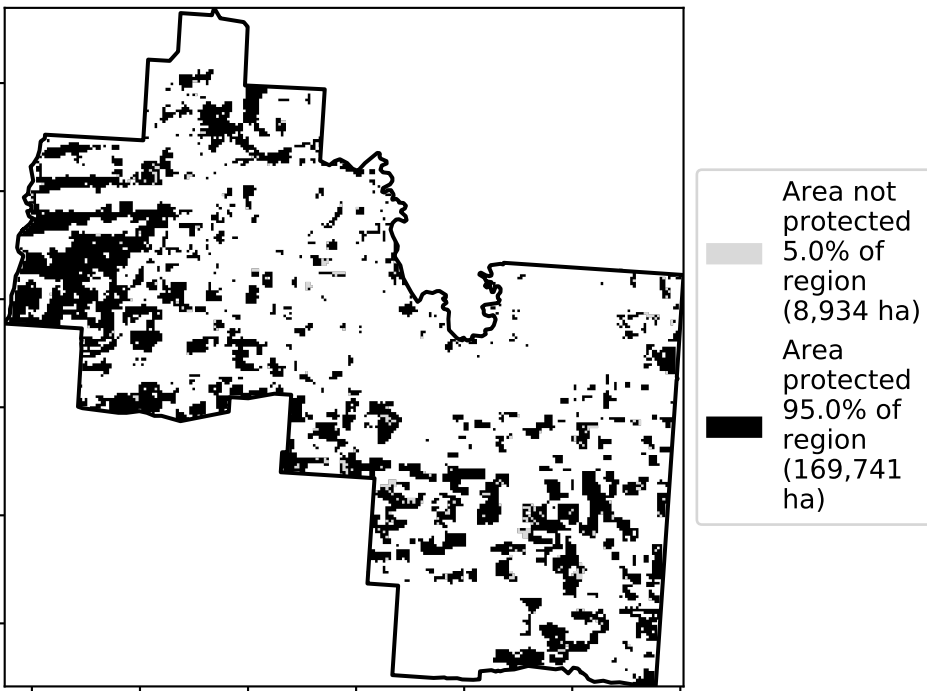 Area not
protected
5.0% of
region
(8,934 ha)
Area
protected
95.0% of
region
(169,741
ha)